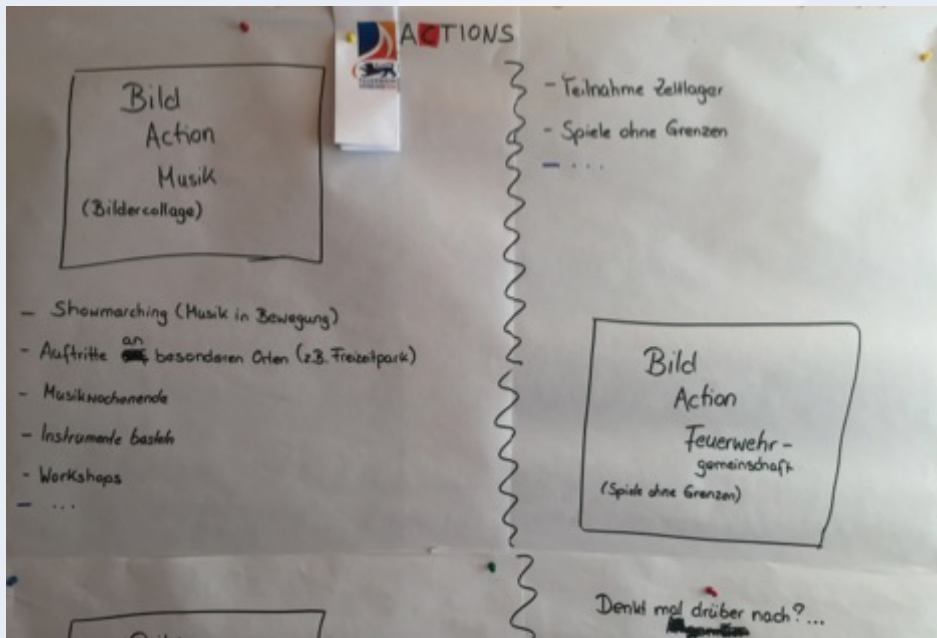 ACTIONS
Bild
Action
Musik
(Bildercollage)
- Showmarching (Musik in Bewegung)
- Auftritte an besonderen Orten (z.B. Freizeitpark)
- Musikwochenende
- Instrumente basteln
- Workshops
- ...
- Teilnahme Zeltlager
- Spiele ohne Grenzen
- ...
Bild
Action
Feuerwehr-
gemeinschaft
(Spiele ohne Grenzen)
Denkt mal drüber nach?...